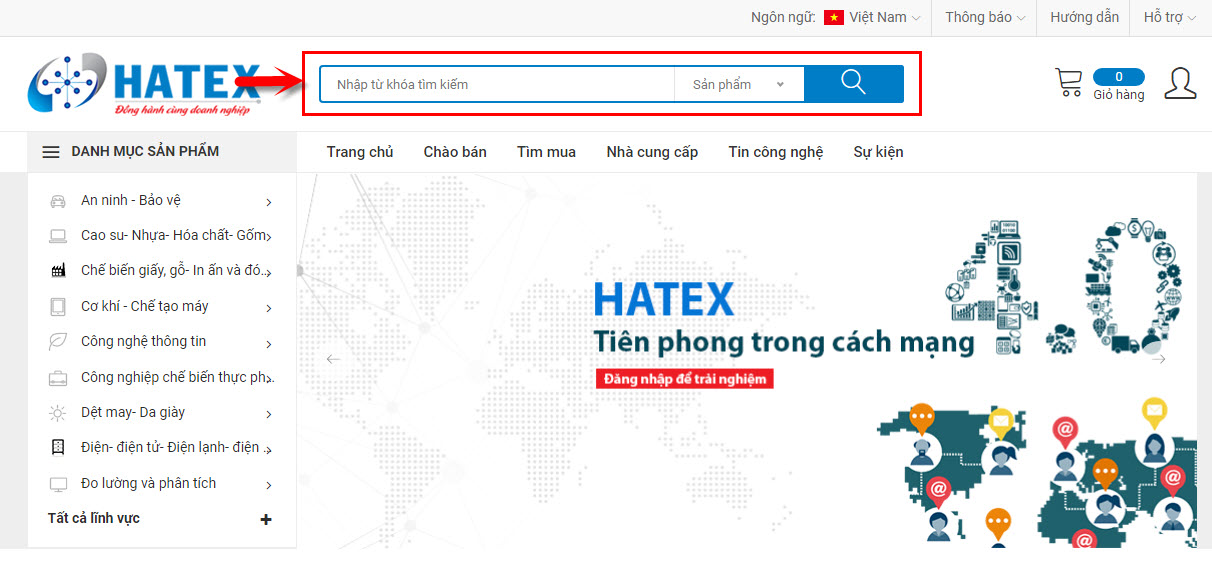 Ngôn ngữ: Việt Nam Thông báo Hướng dẫn Hỗ trợ
HATEX
Đồng hành cùng doanh nghiệp
Nhập từ khóa tìm kiếm Sản phẩm
0
Giỏ hàng
DANH MỤC SẢN PHẨM Trang chủ Chào bán Tìm mua Nhà cung cấp Tin công nghệ Sự kiện
An ninh - Bảo vệ
Cao su- Nhựa- Hóa chất- Gốm
Chế biến giấy, gỗ- In ấn và đó..
Cơ khí - Chế tạo máy
Công nghệ thông tin
Công nghiệp chế biến thực ph..
Dệt may- Da giày
Điện- điện tử- Điện lạnh- điện ..
Đo lường và phân tích
Tất cả lĩnh vực +
4.0
HATEX
Tiên phong trong cách mạng
Đăng nhập để trải nghiệm